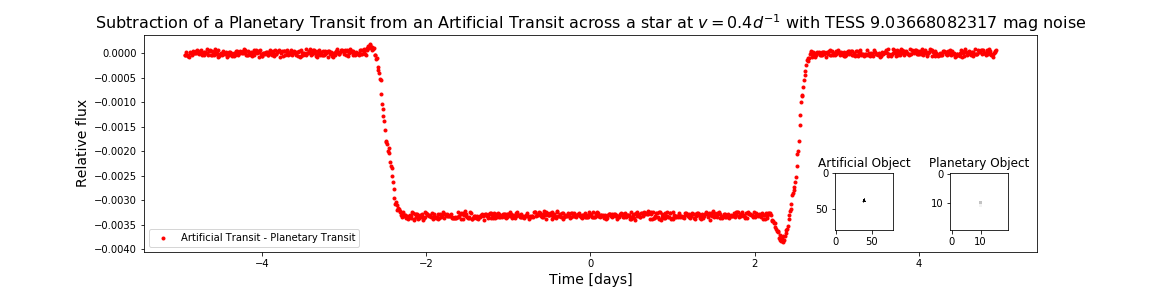 Subtraction of a Planetary Transit from an Artificial Transit across a star at v = 0.4d⁻¹ with TESS 9.03668082317 mag noise
0.0000
−0.0005
−0.0010
−0.0015
−0.0020
−0.0025
−0.0030
−0.0035
−0.0040
Relative flux
Artificial Transit - Planetary Transit
Artificial Object
0
50
0 50
Planetary Object
0
10
0 10
−4 −2 0 2 4
Time [days]